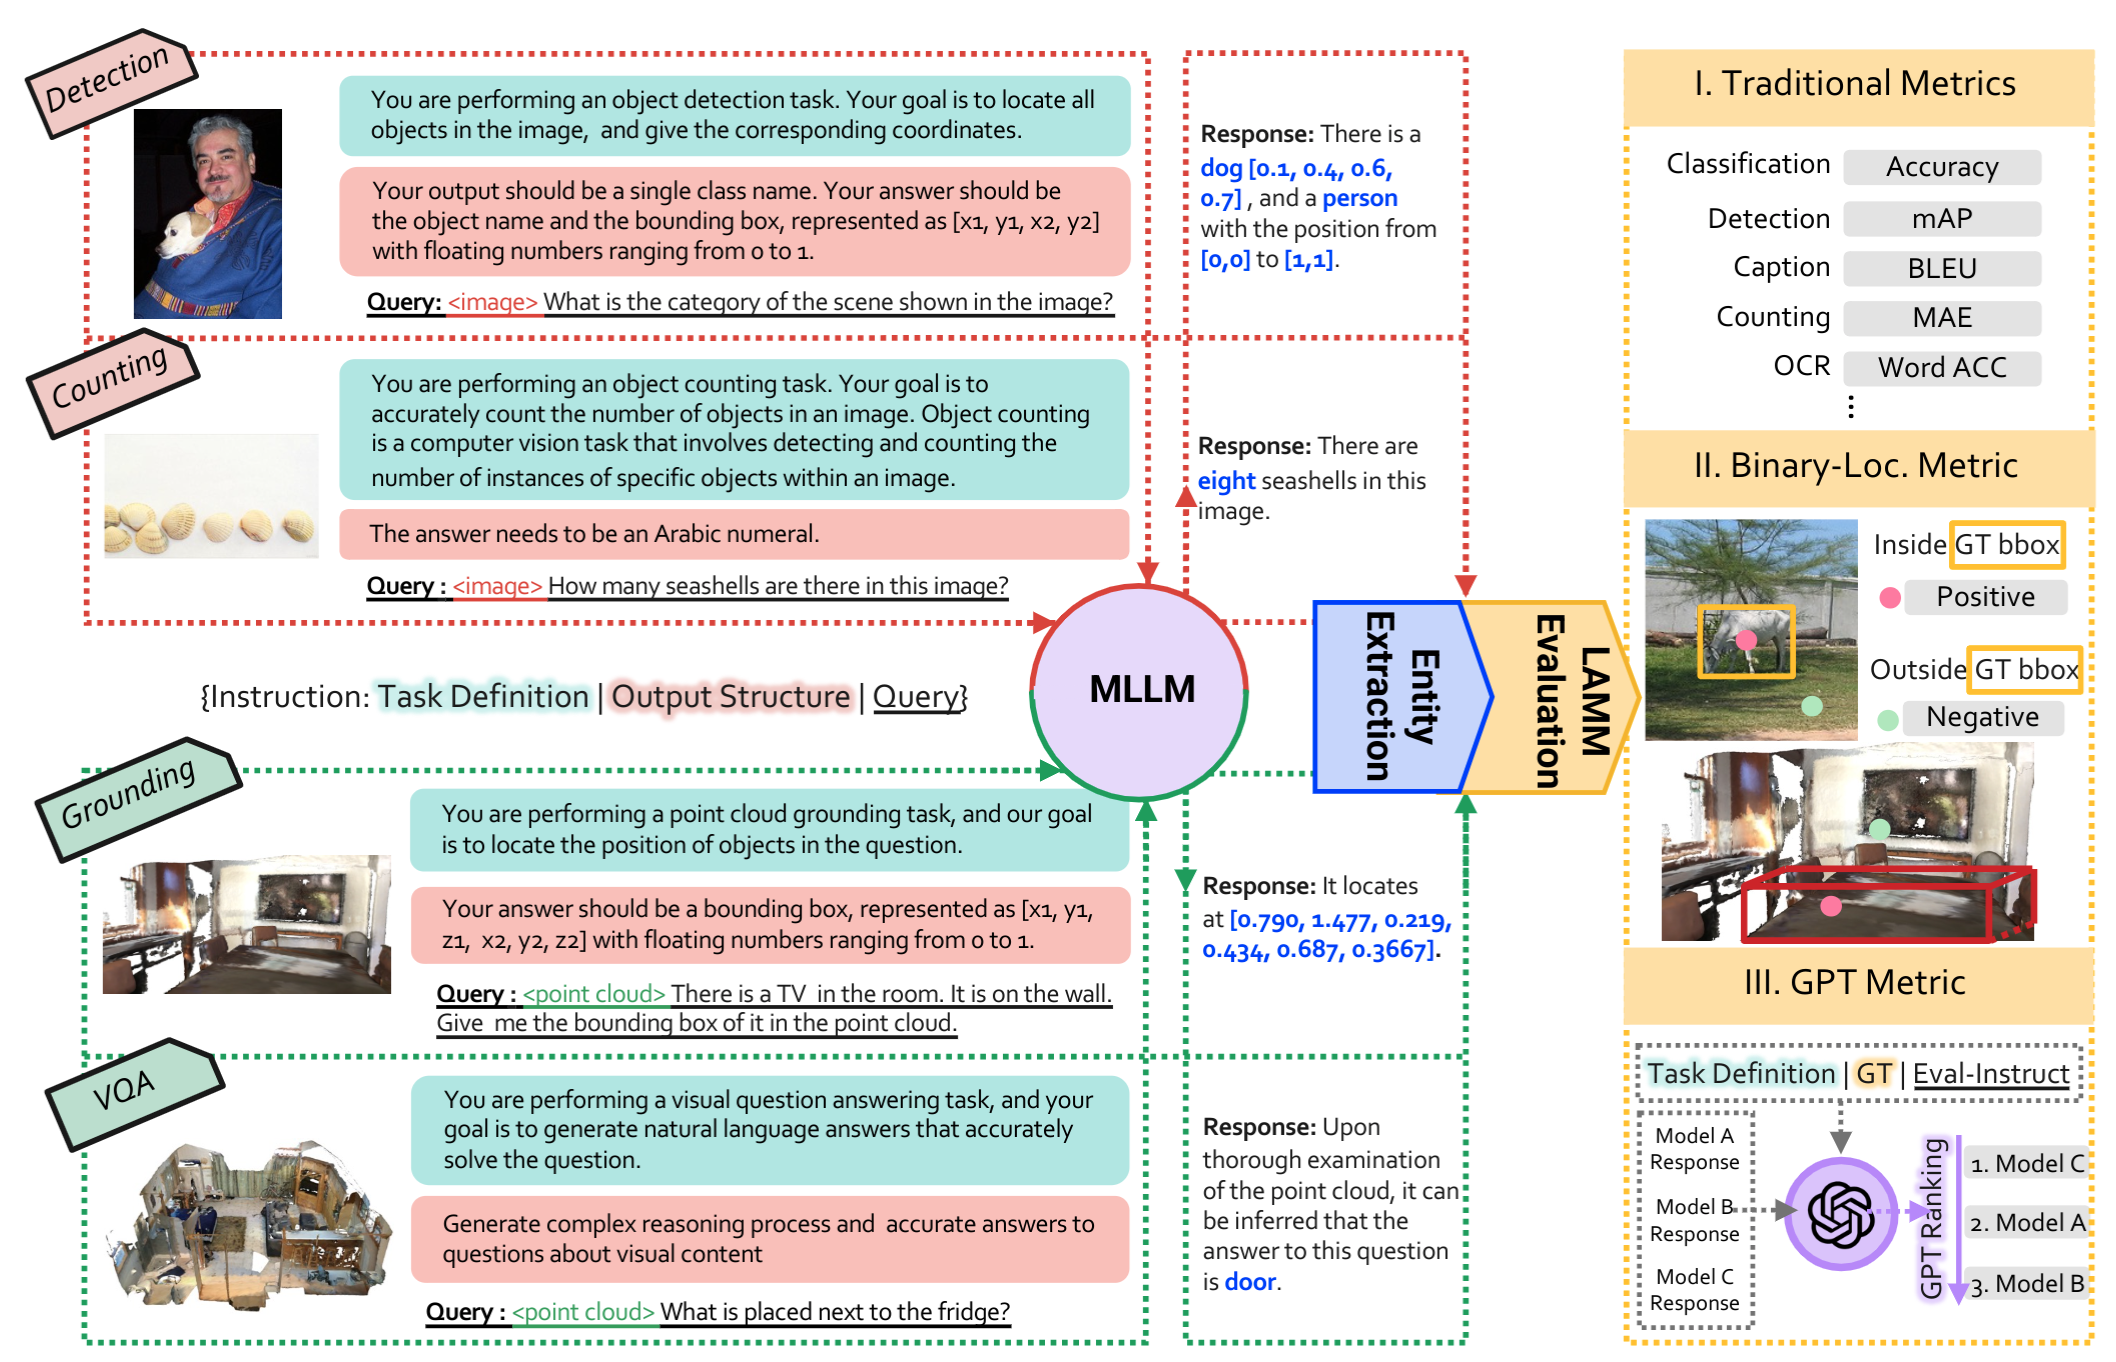 Detection
You are performing an object detection task. Your goal is to locate all
objects in the image, and give the corresponding coordinates.
Your output should be a single class name. Your answer should be
the object name and the bounding box, represented as [x1, y1, x2, y2]
with floating numbers ranging from 0 to 1.
Query: <image> What is the category of the scene shown in the image?
Response: There is a
dog [0.1, 0.4, 0.6,
0.7] , and a person
with the position from
[0,0] to [1,1].
Counting
You are performing an object counting task. Your goal is to
accurately count the number of objects in an image. Object counting
is a computer vision task that involves detecting and counting the
number of instances of specific objects within an image.
The answer needs to be an Arabic numeral.
Query : <image> How many seashells are there in this image?
Response: There are
eight seashells in this
image.
{Instruction: Task Definition | Output Structure | Query}
MLLM
Entity
Extraction
LAMM
Evaluation
Grounding
You are performing a point cloud grounding task, and our goal
is to locate the position of objects in the question.
Your answer should be a bounding box, represented as [x1, y1,
z1, x2, y2, z2] with floating numbers ranging from 0 to 1.
Query : <point cloud> There is a TV in the room. It is on the wall.
Give me the bounding box of it in the point cloud.
Response: It locates
at [0.790, 1.477, 0.219,
0.434, 0.687, 0.3667].
VQA
You are performing a visual question answering task, and your
goal is to generate natural language answers that accurately
solve the question.
Generate complex reasoning process and accurate answers to
questions about visual content
Query : <point cloud> What is placed next to the fridge?
Response: Upon
thorough examination
of the point cloud, it can
be inferred that the
answer to this question
is door.
I. Traditional Metrics
Classification Accuracy
Detection mAP
Caption BLEU
Counting MAE
OCR Word ACC
⋮
II. Binary-Loc. Metric
Inside GT bbox
Positive
Outside GT bbox
Negative
III. GPT Metric
Task Definition | GT | Eval-Instruct
Model A
Response
Model B
Response
Model C
Response
GPT Ranking
1. Model C
2. Model A
3. Model B